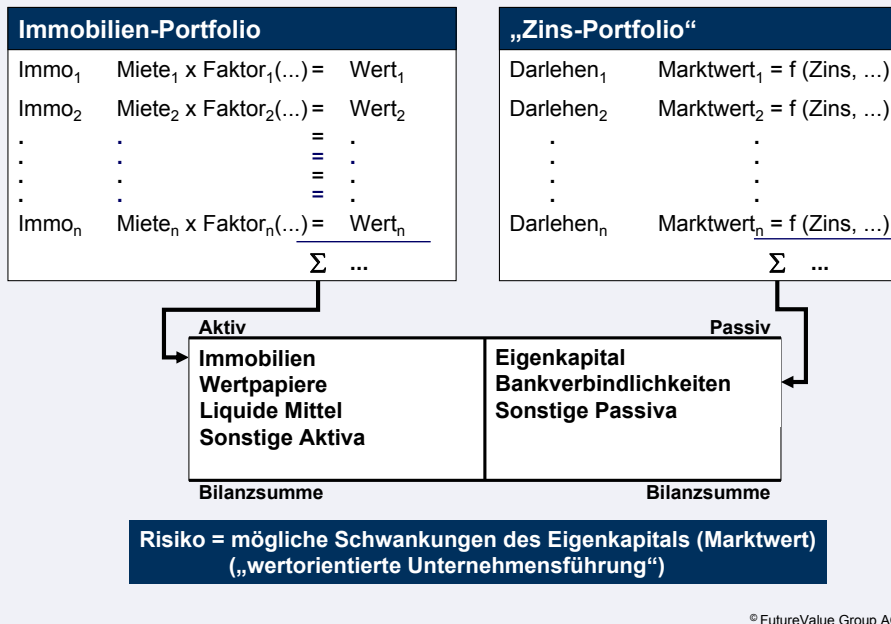 Immobilien-Portfolio
Immo₁ Miete₁ x Faktor₁(...) = Wert₁
Immo₂ Miete₂ x Faktor₂(...) = Wert₂
. . = .
. . = .
. . = .
. . = .
Immoₙ Mieteₙ x Faktorₙ(...) = Wertₙ
Σ ...
„Zins-Portfolio“
Darlehen₁ Marktwert₁ = f (Zins, ...)
Darlehen₂ Marktwert₂ = f (Zins, ...)
. .
. .
. .
. .
Darlehenₙ Marktwertₙ = f (Zins, ...)
Σ ...
Aktiv Passiv
Immobilien
Wertpapiere
Liquide Mittel
Sonstige Aktiva
Eigenkapital
Bankverbindlichkeiten
Sonstige Passiva
Bilanzsumme Bilanzsumme
Risiko = mögliche Schwankungen des Eigenkapitals (Marktwert)
(„wertorientierte Unternehmensführung“)
© FutureValue Group